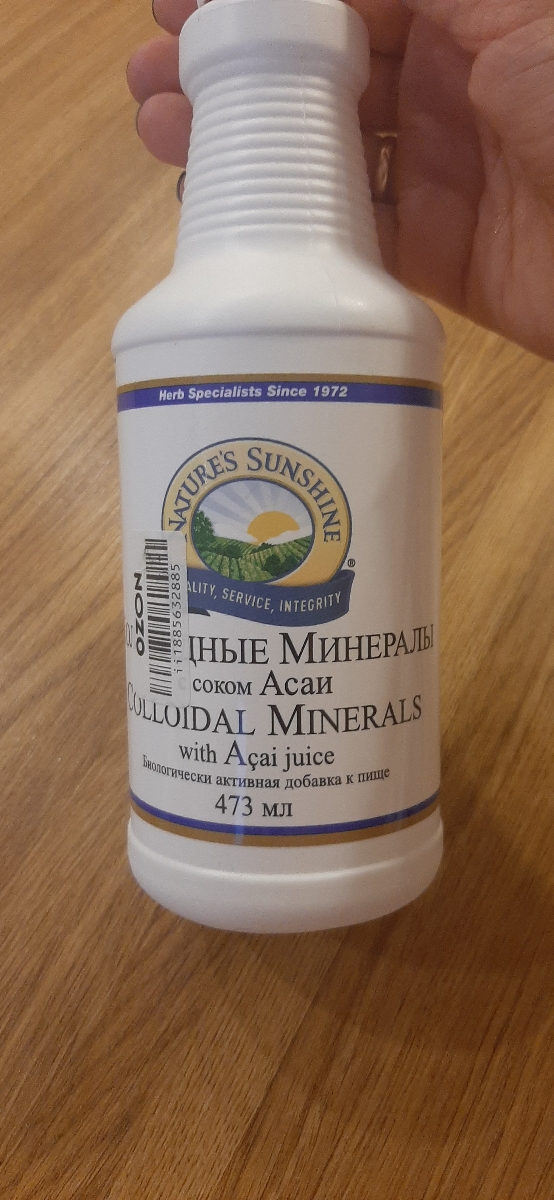 Herb Specialists Since 1972
NATURE'S SUNSHINE
®
SERVICE, INTEGRITY
OZON
МИНЕРАЛЫ
соком Асаи
COLLOIDAL MINERALS
with Açai juice
Биологически активная добавка к пище
473 мл